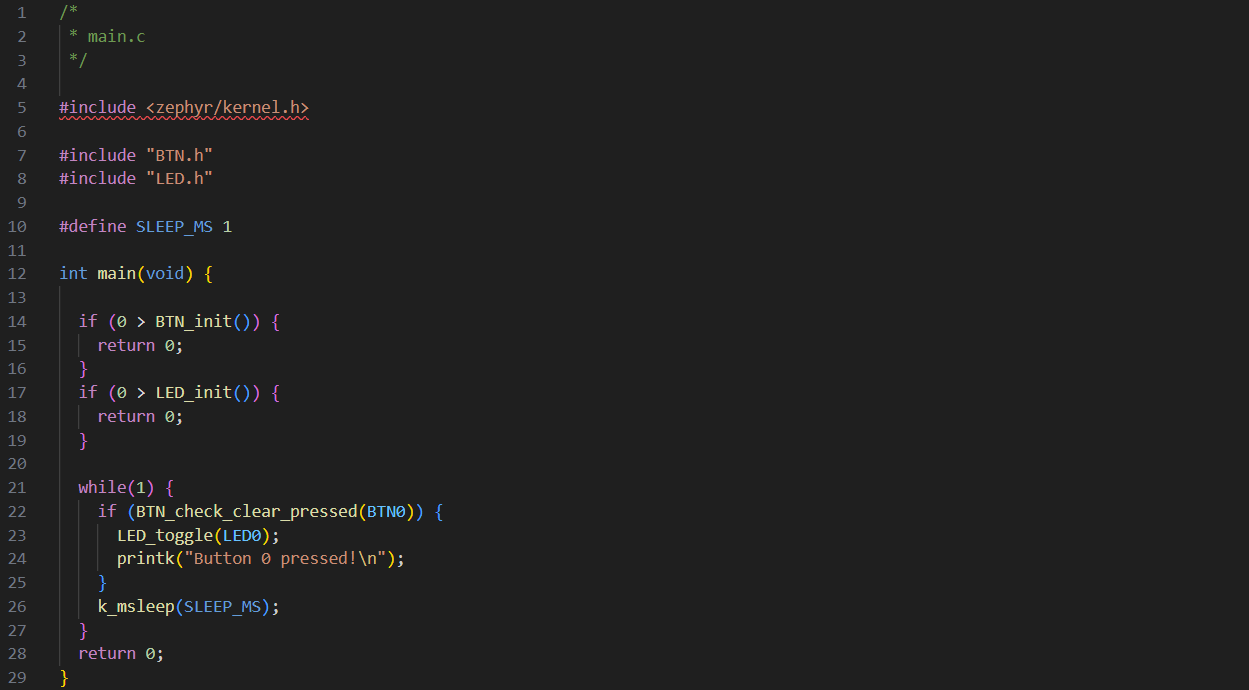 1 /*
2  * main.c
3  */
4
5 #include <zephyr/kernel.h>
6
7 #include "BTN.h"
8 #include "LED.h"
9
10 #define SLEEP_MS 1
11
12 int main(void) {
13
14   if (0 > BTN_init()) {
15     return 0;
16   }
17   if (0 > LED_init()) {
18     return 0;
19   }
20
21   while(1) {
22     if (BTN_check_clear_pressed(BTN0)) {
23       LED_toggle(LED0);
24       printk("Button 0 pressed!\n");
25     }
26     k_msleep(SLEEP_MS);
27   }
28   return 0;
29 }